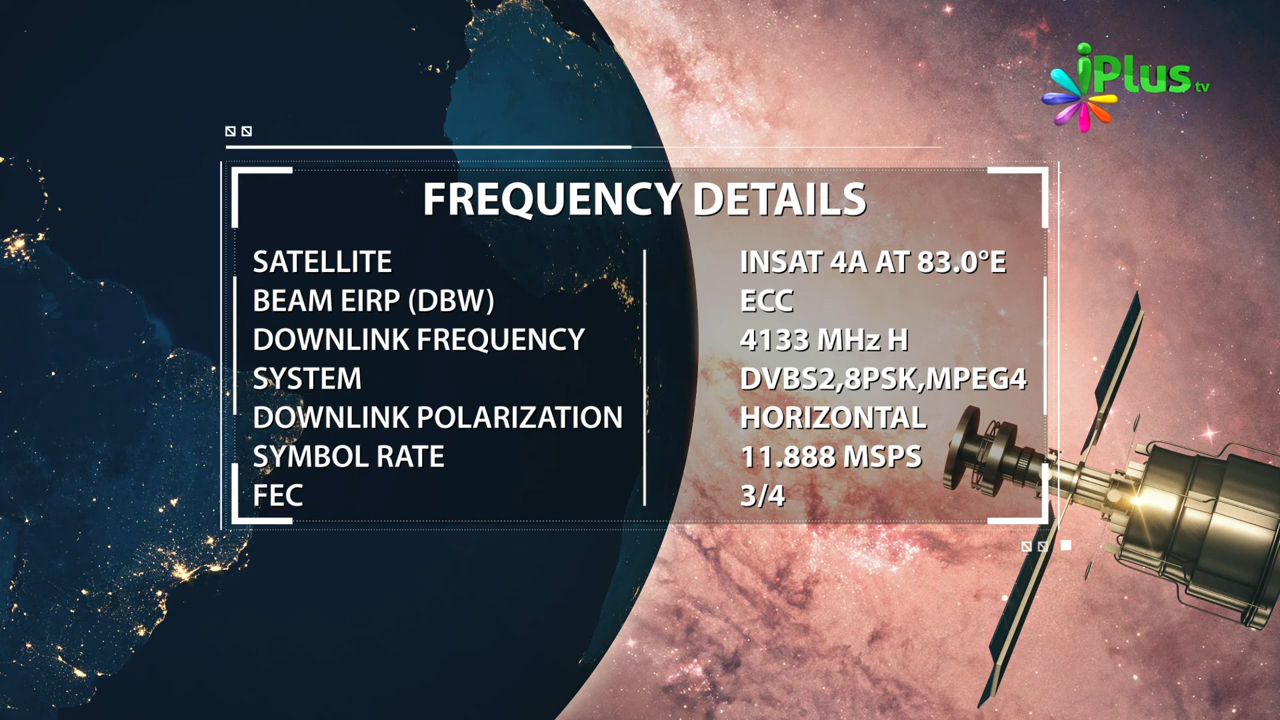 iPlus tv
FREQUENCY DETAILS
SATELLITE INSAT 4A AT 83.0°E
BEAM EIRP (DBW) ECC
DOWNLINK FREQUENCY 4133 MHz H
SYSTEM DVBS2,8PSK,MPEG4
DOWNLINK POLARIZATION HORIZONTAL
SYMBOL RATE 11.888 MSPS
FEC 3/4